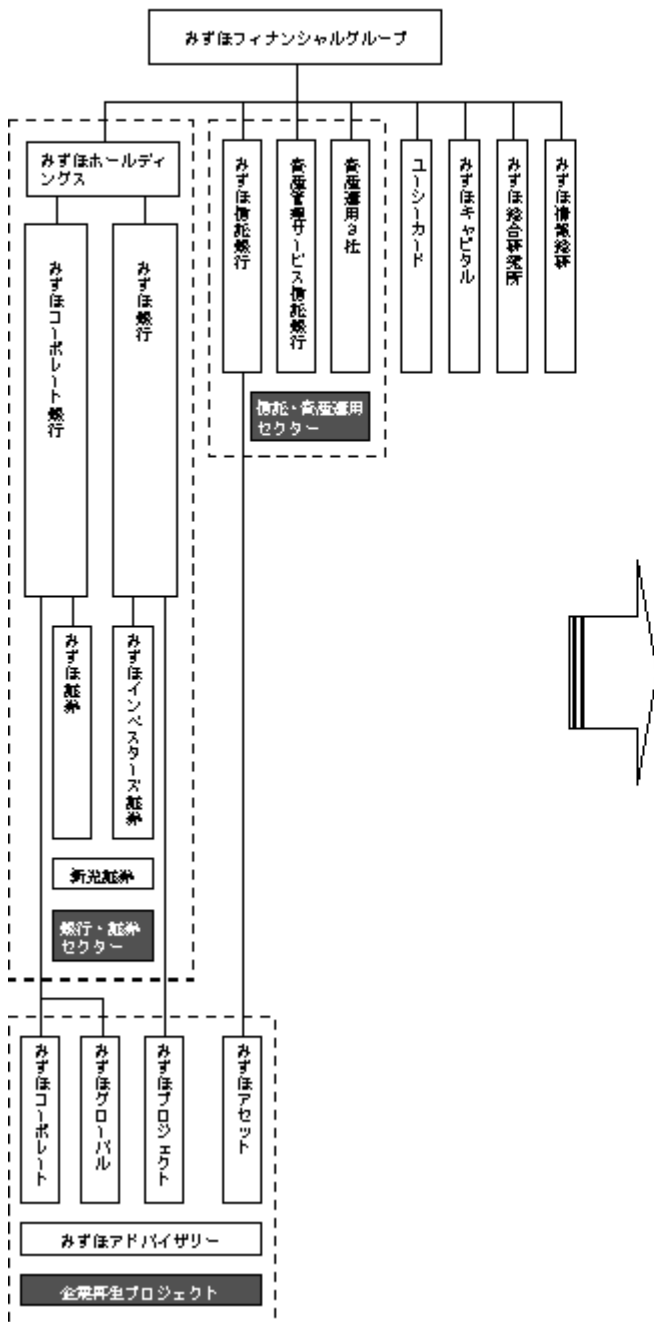 みずほフィナンシャルグループ
みずほホールディ
ングス
みずほ信託銀行
資産管理サービス信託銀行
資産運用3社
ユーシーカード
みずほキャピタル
みずほ総合研究所
みずほ情報総研
みずほコーポレート銀行
みずほ銀行
信託・資産運用
セクター
みずほ証券
みずほインベスターズ証券
新光証券
銀行・証券
セクター
みずほコーポレート
みずほグローバル
みずほプロジェクト
みずほアセット
みずほアドバイザリー
企業再生プロジェクト